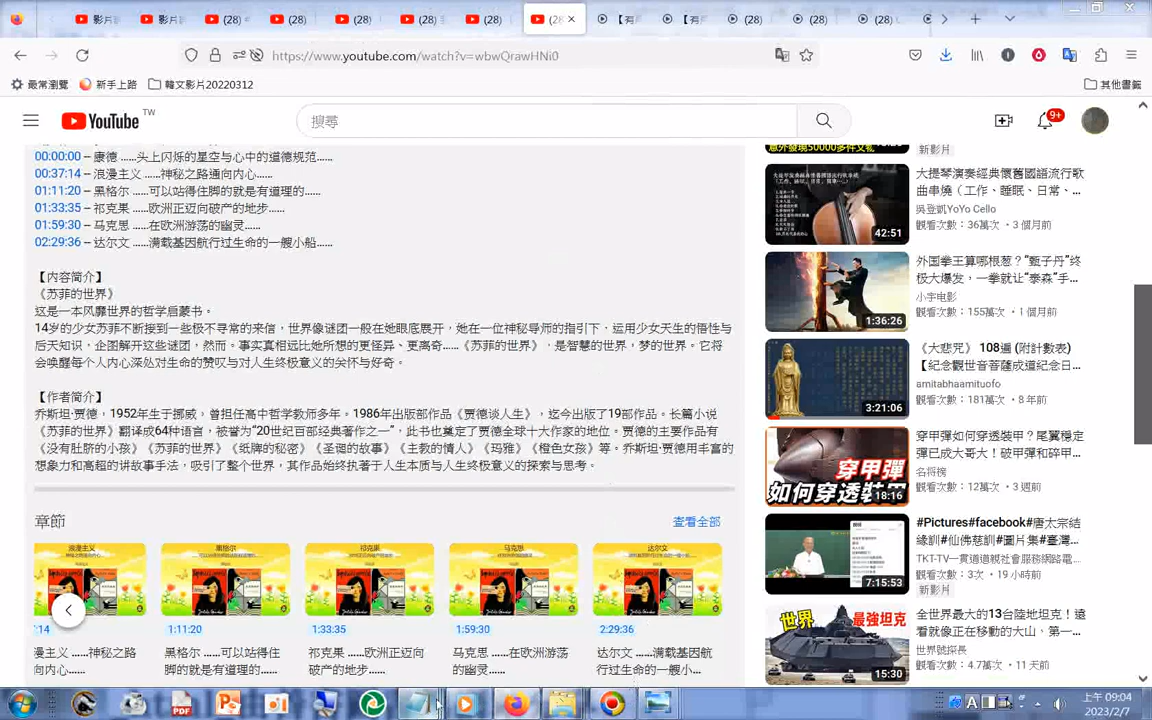 影片
影片
(28)
(28)
(28)
(28)
(28)
(28
【有
【有
(28)
(28)
(28)
https://www.youtube.com/watch?v=wbwQrawHNi0
最常瀏覽
新手上路
韓文影片20220312
其他書籤
YouTube TW
搜尋
9+
00:00:00 – 康德 ......头上闪烁的星空与心中的道德规范......
00:37:14 – 浪漫主义 ......神秘之路通向内心......
01:11:20 – 黑格尔 ......可以站得住脚的就是有道理的......
01:33:35 – 祁克果 ......欧洲正迈向破产的地步......
01:59:30 – 马克思 ......在欧洲游荡的幽灵......
02:29:36 – 达尔文 ......满载基因航行过生命的一艘小船......
【内容简介】
《苏菲的世界》
这是一本风靡世界的哲学启蒙书。
14岁的少女苏菲不断接到一些极不寻常的来信，世界像谜团一般在她眼底展开，她在一位神秘导师的指引下，运用少女天生的悟性与
后天知识，企图解开这些谜团，然而。事实真相远比她所想的更怪异、更离奇......《苏菲的世界》，是智慧的世界，梦的世界。它将
会唤醒每个人内心深处对生命的赞叹与对人生终极意义的关怀与好奇。
【作者简介】
乔斯坦·贾德，1952年生于挪威，曾担任高中哲学教师多年。1986年出版部作品《贾德谈人生》，迄今出版了19部作品。长篇小说
《苏菲的世界》翻译成64种语言，被誉为“20世纪百部经典著作之一”，此书也奠定了贾德全球十大作家的地位。贾德的主要作品有
《没有肚脐的小孩》《苏菲的世界》《纸牌的秘密》《圣诞的故事》《主教的情人》《玛雅》《橙色女孩》等。乔斯坦·贾德用丰富的
想象力和高超的讲故事手法，吸引了整个世界，其作品始终执著于人生本质与人生终极意义的探索与思考。
章節
查看全部
浪漫主义
黑格尔
祁克果
马克思
达尔文
:14
1:11:20
1:33:35
1:59:30
2:29:36
漫主义 ......神秘之路
向内心......
黑格尔 ......可以站得住
脚的就是有道理的......
祁克果 ......欧洲正迈向
破产的地步......
马克思 ......在欧洲游荡
的幽灵......
达尔文 ......满载基因航
行过生命的一艘小...
意外發現50000多件文物
新影片
大提琴演奏經典懷舊國語流行歌
曲串燒（工作、睡眠、日常、...
吳登凱YoYo Cello
觀看次數：36萬次 • 3 個月前
42:51
外国拳王算哪根葱？“甄子丹”终
极大爆发，一拳就让“泰森”手...
小宇电影
觀看次數：155萬次 • 1 個月前
1:36:26
《大悲咒》 108遍 (附計數表)
【紀念觀世音菩薩成道紀念日...
amitabhaamituofo
觀看次數：181萬次 • 8 年前
3:21:06
穿甲彈如何穿透裝甲？尾翼穩定
彈已成大哥大！破甲彈和碎甲...
名将榜
觀看次數：12萬次 • 3 週前
穿甲彈
如何穿透裝甲
18:16
#Pictures#facebook#唐太宗結
緣訓#仙佛慈訓#圖片集#臺灣...
TKT-TV一貫道道親社會服務網路電...
觀看次數：3次 • 19 小時前
新影片
7:15:53
全世界最大的13台陸地坦克！遠
看就像正在移動的大山、第一...
世界號探長
觀看次數：4.7萬次 • 11 天前
世界
最強坦克
15:30
PDF
A
上午 09:04
2023/2/7